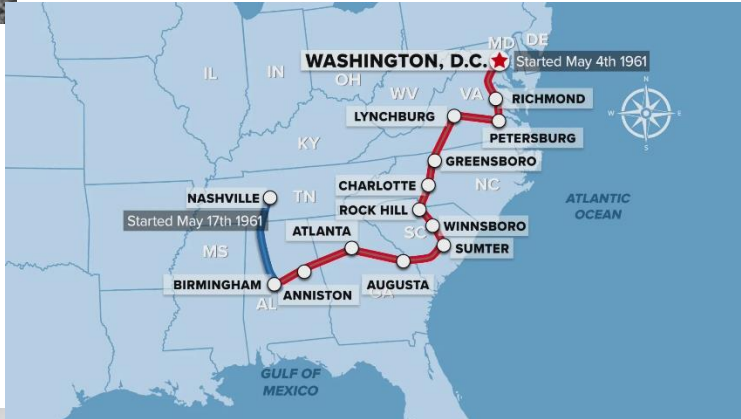 MD
DE
WASHINGTON, D.C.
Started May 4th 1961
IL
IN
OH
WV
VA
RICHMOND
LYNCHBURG
PETERSBURG
KY
GREENSBORO
N
W
E
S
CHARLOTTE
NC
NASHVILLE
TN
ROCK HILL
ATLANTIC
OCEAN
Started May 17th 1961
WINNSBORO
ATLANTA
SC
SUMTER
MS
BIRMINGHAM
ANNISTON
AUGUSTA
AL
GA
GULF OF
MEXICO